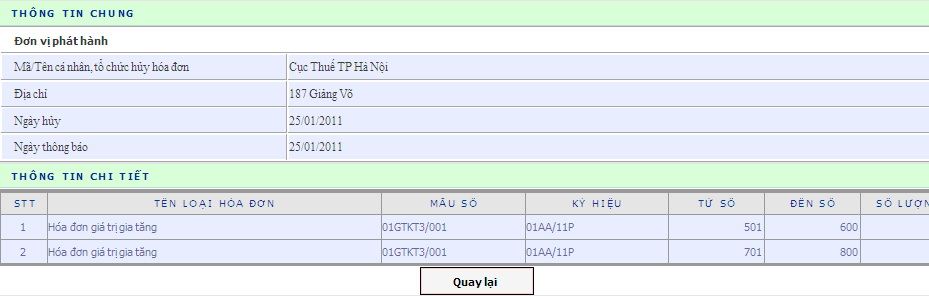 THÔNG TIN CHUNG
Đơn vị phát hành
Mã/Tên cá nhân, tổ chức hủy hóa đơn Cục Thuế TP Hà Nội
Địa chỉ 187 Giảng Võ
Ngày hủy 25/01/2011
Ngày thông báo 25/01/2011
THÔNG TIN CHI TIẾT
STT TÊN LOẠI HÓA ĐƠN MẪU SỐ KÝ HIỆU TỪ SỐ ĐẾN SỐ SỐ LƯỢN
1 Hóa đơn giá trị gia tăng 01GTKT3/001 01AA/11P 501 600
2 Hóa đơn giá trị gia tăng 01GTKT3/001 01AA/11P 701 800
Quay lại